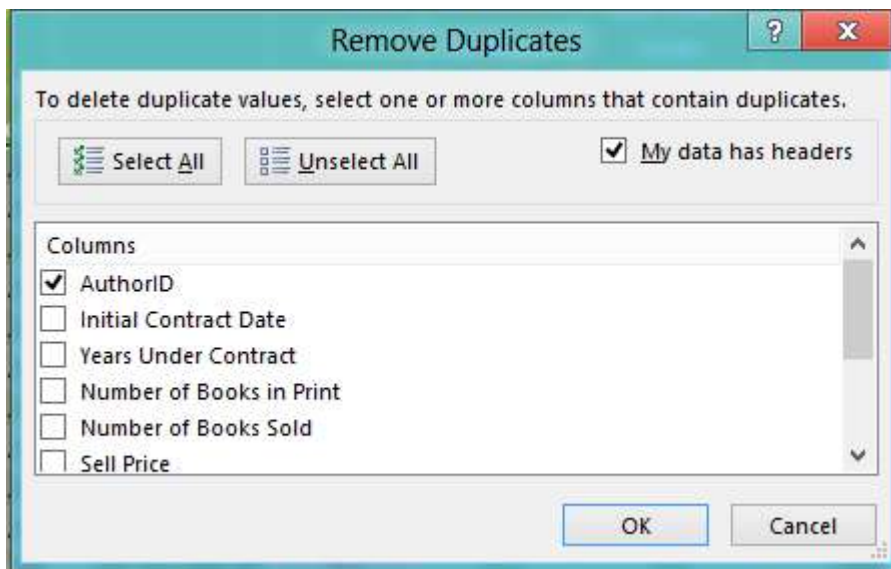 Remove Duplicates
?
To delete duplicate values, select one or more columns that contain duplicates.
Select All
Unselect All
My data has headers
Columns
AuthorID
Initial Contract Date
Years Under Contract
Number of Books in Print
Number of Books Sold
Sell Price
OK
Cancel